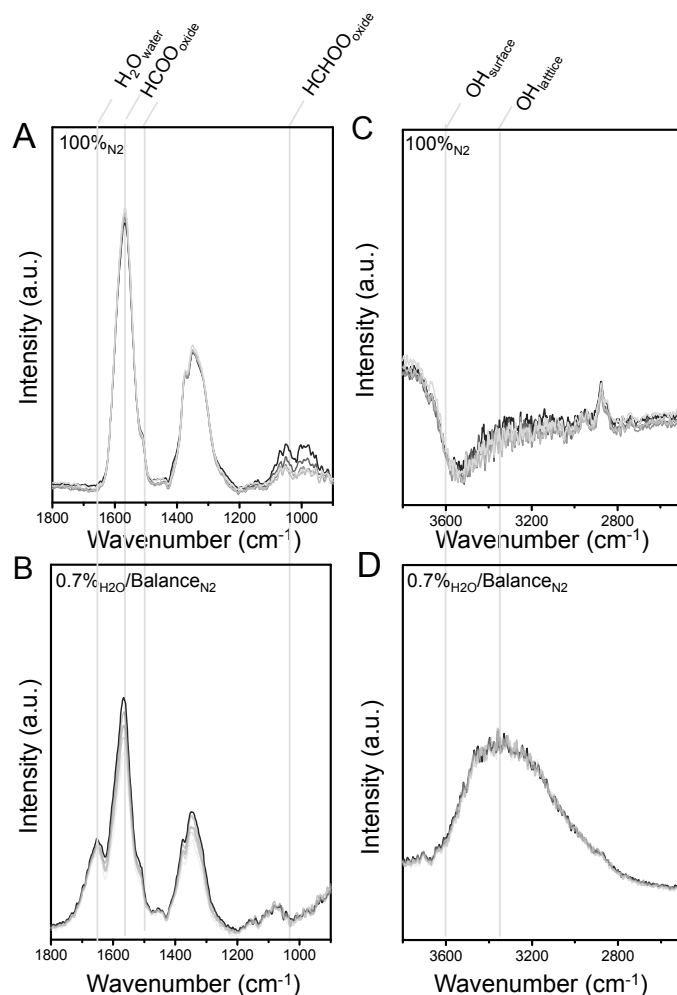 H2Owater
HCOOoxide
HCHOOoxide
OHsurface
OHlatttice
A
100%N2
Intensity (a.u.)
1800 1600 1400 1200 1000
Wavenumber (cm-1)
C
100%N2
Intensity (a.u.)
3600 3200 2800
Wavenumber (cm-1)
B
0.7%H2O/BalanceN2
Intensity (a.u.)
1800 1600 1400 1200 1000
Wavenumber (cm-1)
D
0.7%H2O/BalanceN2
Intensity (a.u.)
3600 3200 2800
Wavenumber (cm-1)